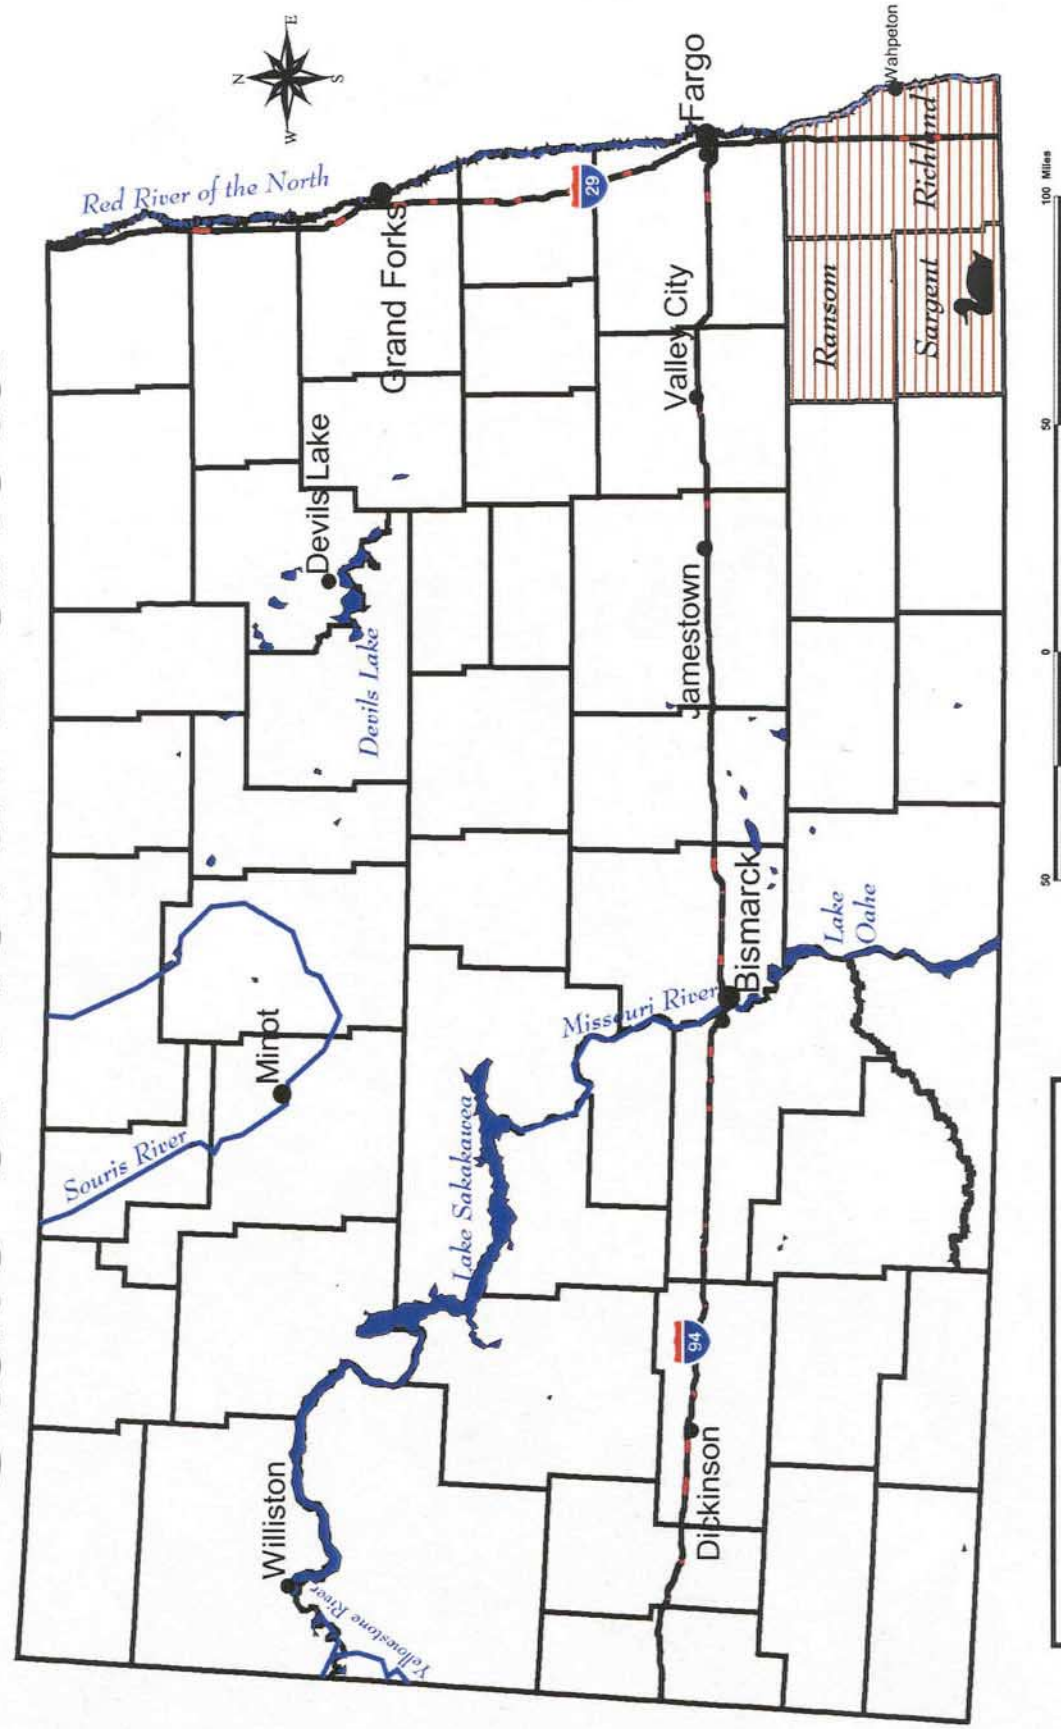 N
E
S
W
Red River of the North
Souris River
Grand Forks
Devils Lake
Devils Lake
Minot
Williston
Yellowstone River
Lake Sakakawea
Missouri River
29
94
Fargo
Valley City
Jamestown
Bismarck
Dickinson
Lake
Oahe
Ransom
Sargent
Richland
Wahpeton
50
0
50
100 Miles